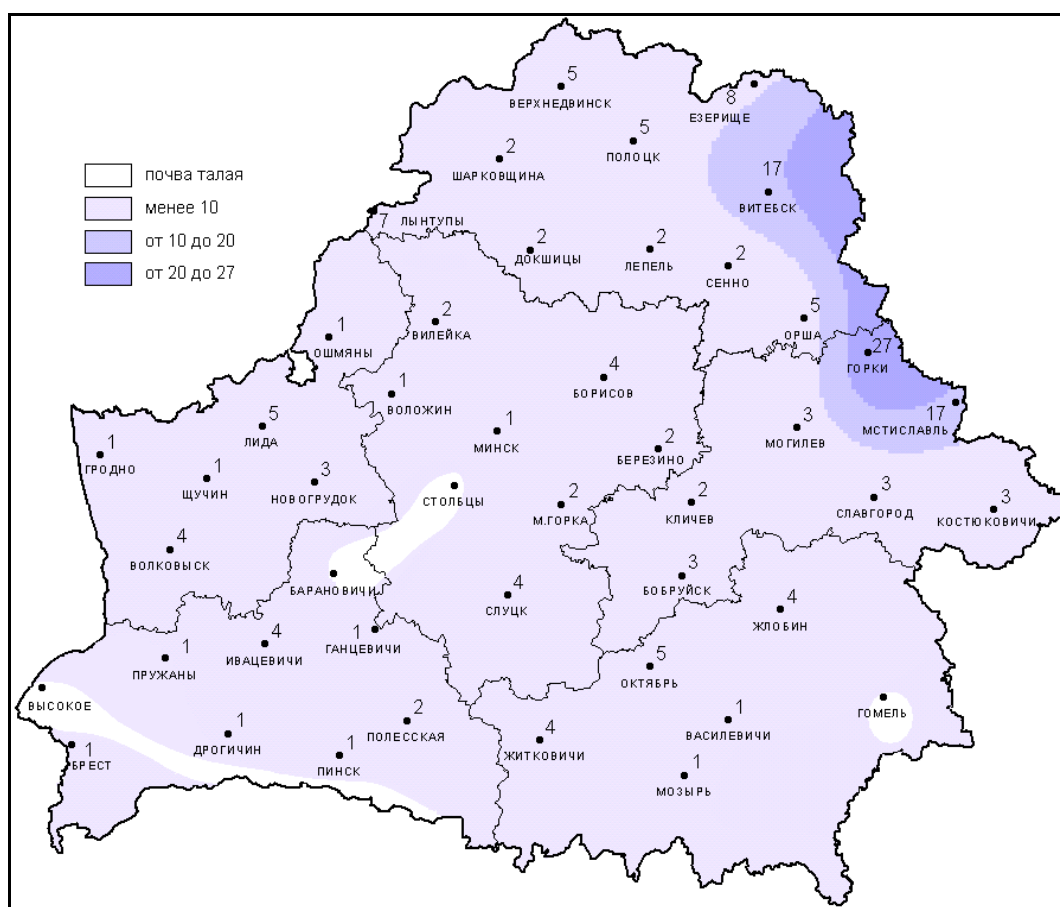 5
ВЕРХНЕДВИНСК
8
ЕЗЕРИЩЕ
5
ПОЛОЦК
2
ШАРКОВЩИНА
17
ВИТЕБСК
почва талая
менее 10
от 10 до 20
от 20 до 27
7 ЛЫНТУПЫ
2
ДОКШИЦЫ
2
ЛЕПЕЛЬ
2
СЕННО
5
ОРША
2
ВИЛЕЙКА
1
ОШМЯНЫ
27
ГОРКИ
4
БОРИСОВ
1
ВОЛОЖИН
17
МСТИСЛАВЛЬ
5
ЛИДА
1
МИНСК
3
МОГИЛЕВ
1
ГРОДНО
2
БЕРЕЗИНО
1
ЩУЧИН
3
НОВОГРУДОК
СТОЛЬБЦЫ
2
М.ГОРКА
2
КЛИЧЕВ
3
СЛАВГОРОД
3
КОСТЮКОВИЧИ
4
ВОЛКОВЫСК
БАРАНОВИЧИ
4
СЛУЦК
3
БОБРУЙСК
4
ЖЛОБИН
1
ПРУЖАНЫ
4
ИВАЦЕВИЧИ
1
ГАНЦЕВИЧИ
5
ОКТЯБРЬ
ВЫСОКОЕ
ГОМЕЛЬ
1
БРЕСТ
1
ДРОГИЧИН
2
ПОЛЕССКАЯ
1
ПИНСК
4
ЖИТКОВИЧИ
1
ВАСИЛЕВИЧИ
1
МОЗЫРЬ